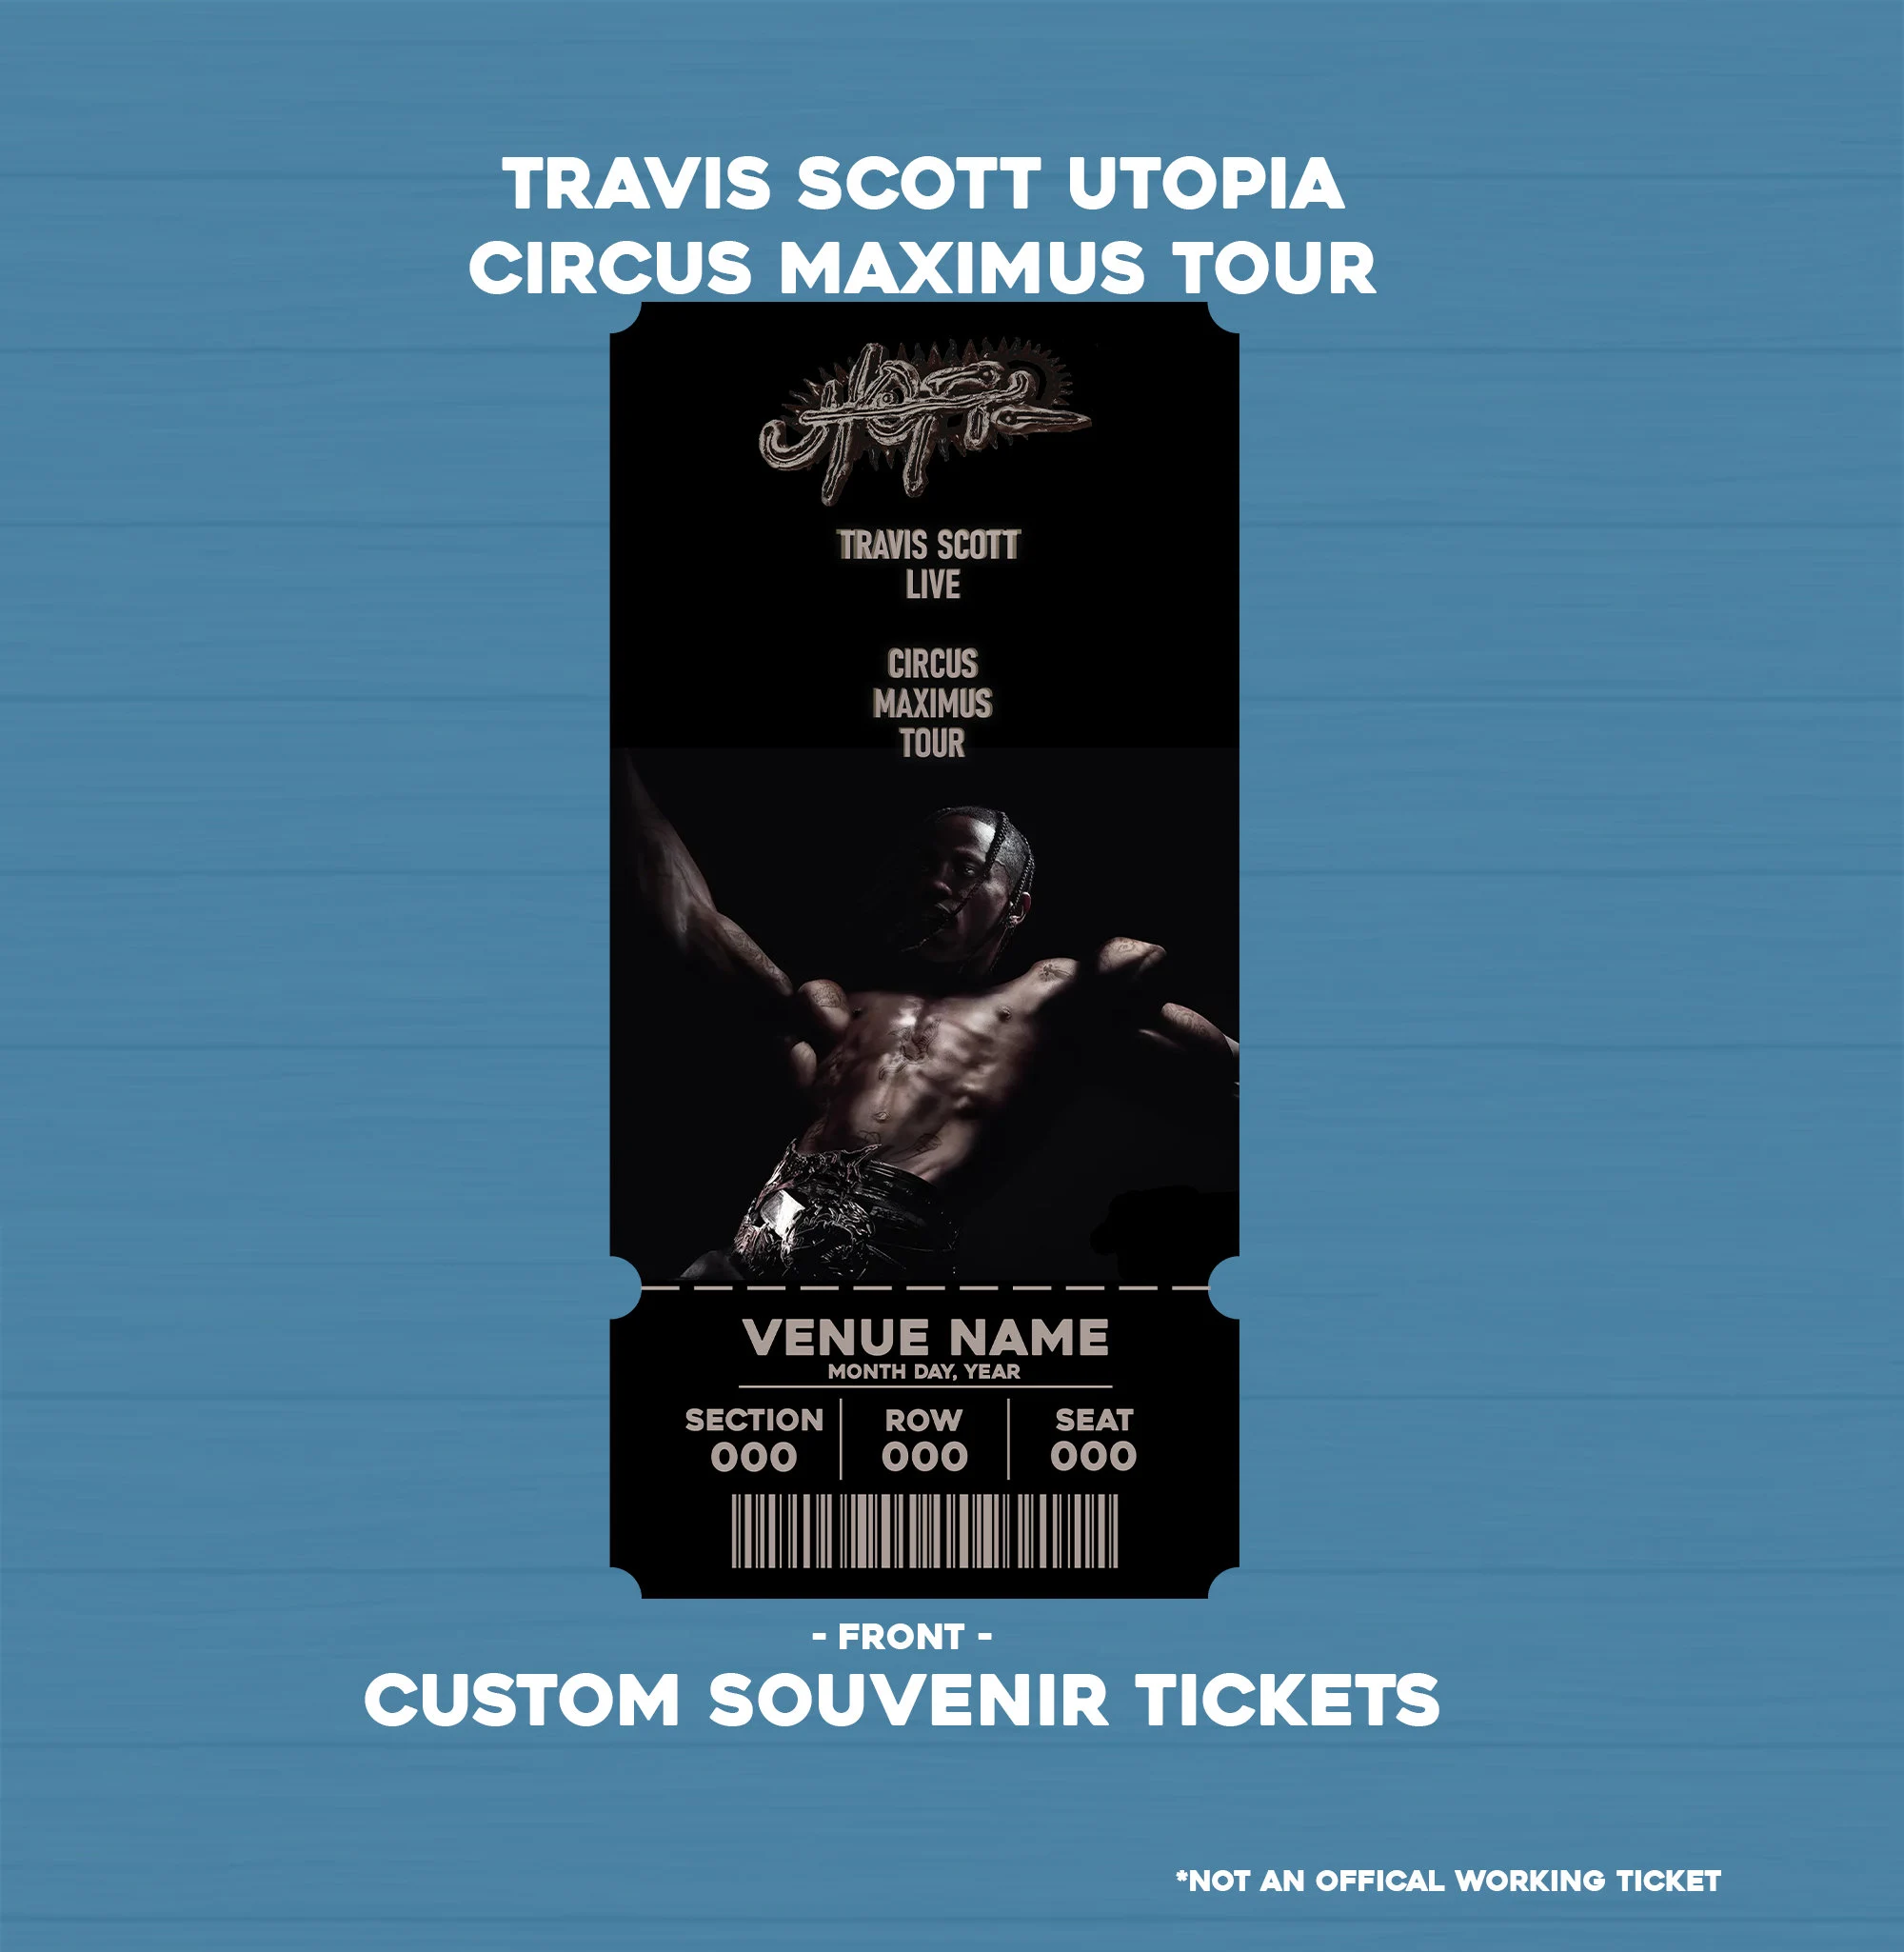 TRAVIS SCOTT UTOPIA
CIRCUS MAXIMUS TOUR
UTOPIA
TRAVIS SCOTT
LIVE
CIRCUS
MAXIMUS
TOUR
VENUE NAME
MONTH DAY, YEAR
SECTION ROW SEAT
000 000 000
- FRONT -
CUSTOM SOUVENIR TICKETS
*NOT AN OFFICAL WORKING TICKET